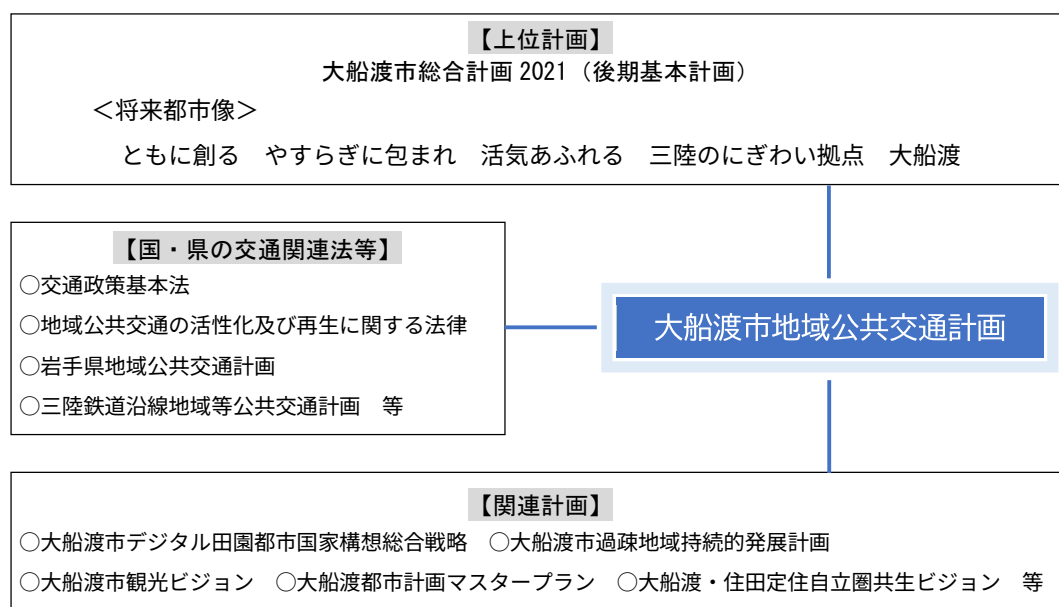 【上位計画】
大船渡市総合計画 2021（後期基本計画）
＜将来都市像＞
ともに創る　やすらぎに包まれ　活気あふれる　三陸のにぎわい拠点　大船渡
【国・県の交通関連法等】
○交通政策基本法
○地域公共交通の活性化及び再生に関する法律
○岩手県地域公共交通計画
○三陸鉄道沿線地域等公共交通計画　等
大船渡市地域公共交通計画
【関連計画】
○大船渡市デジタル田園都市国家構想総合戦略　○大船渡市過疎地域持続的発展計画
○大船渡市観光ビジョン　○大船渡都市計画マスタープラン　○大船渡・住田定住自立圏共生ビジョン　等